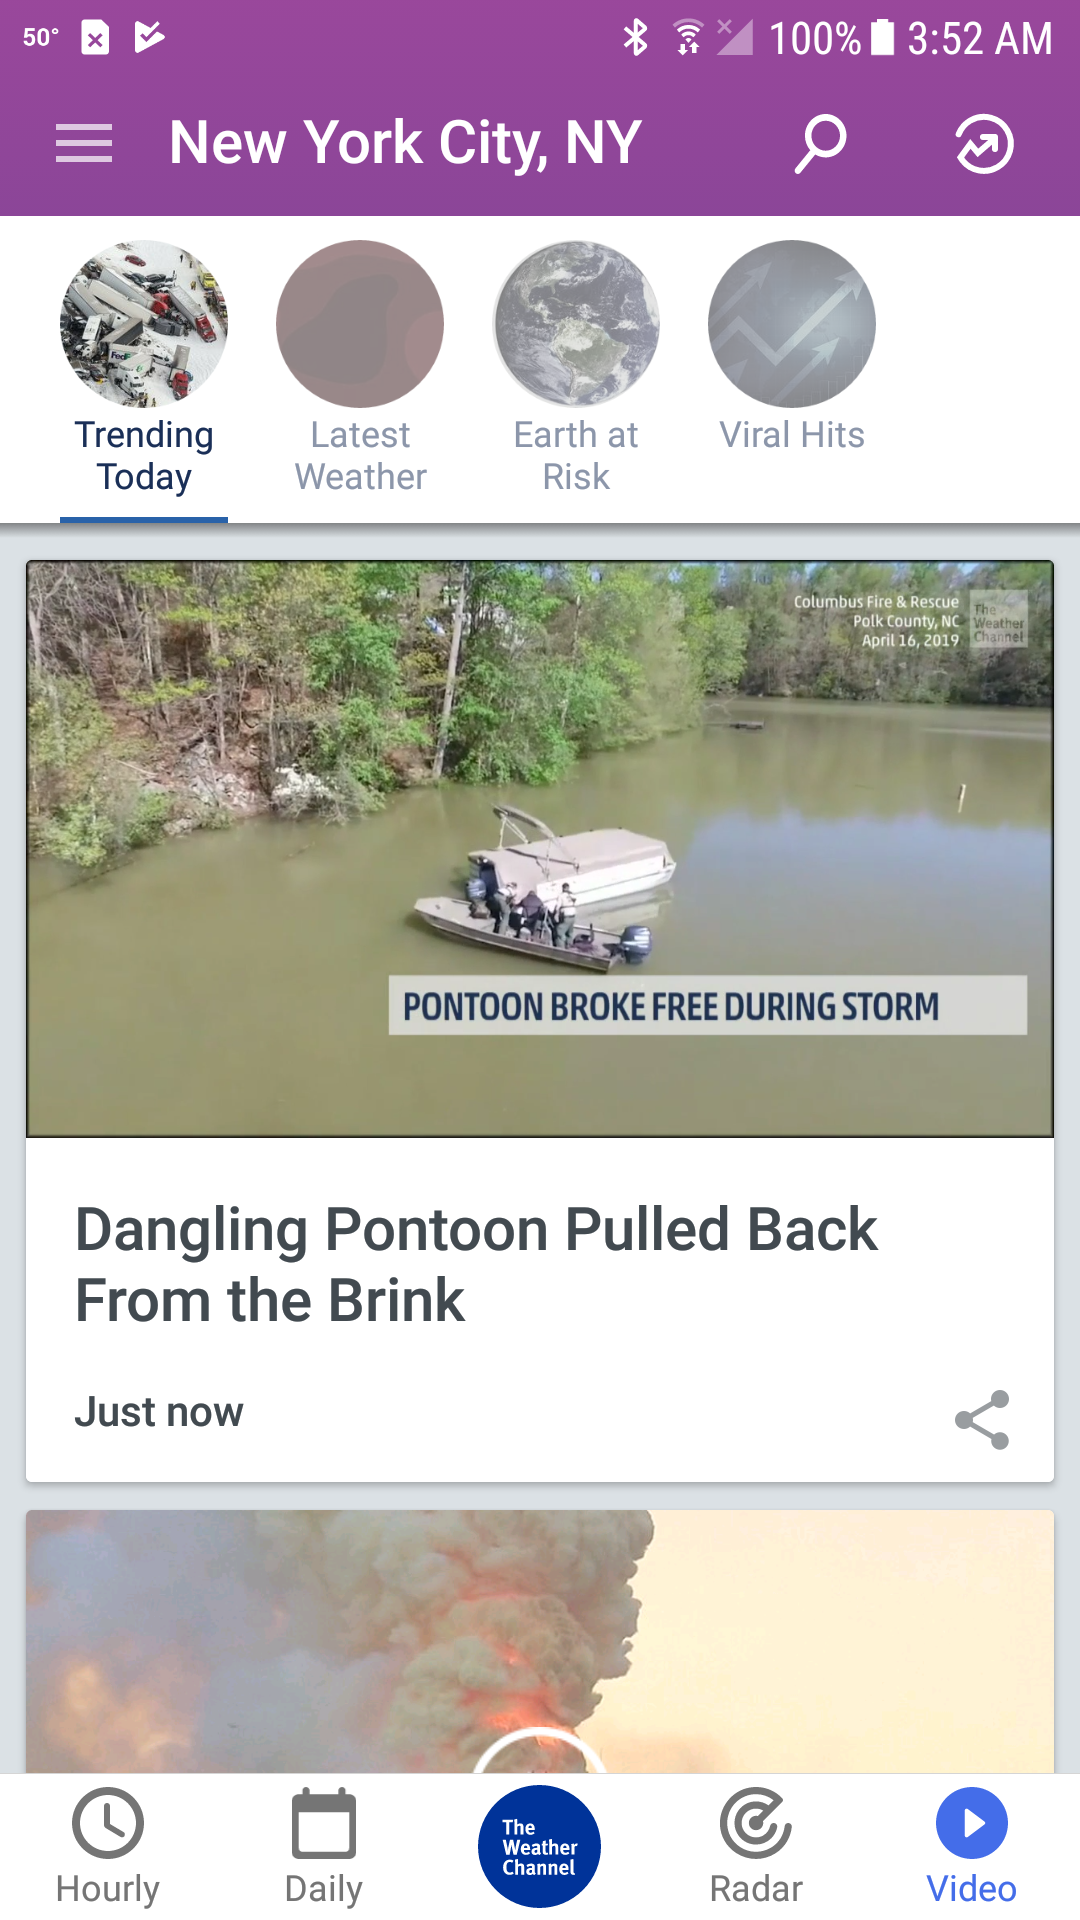 50°
100%
3:52 AM
New York City, NY
Trending
Today
Latest
Weather
Earth at
Risk
Viral Hits
FedEx
Columbus Fire & Rescue
Polk County, NC
April 16, 2019
The
Weather
Channel
PONTOON BROKE FREE DURING STORM
Dangling Pontoon Pulled Back
From the Brink
Just now
Hourly
Daily
The
Weather
Channel
Radar
Video